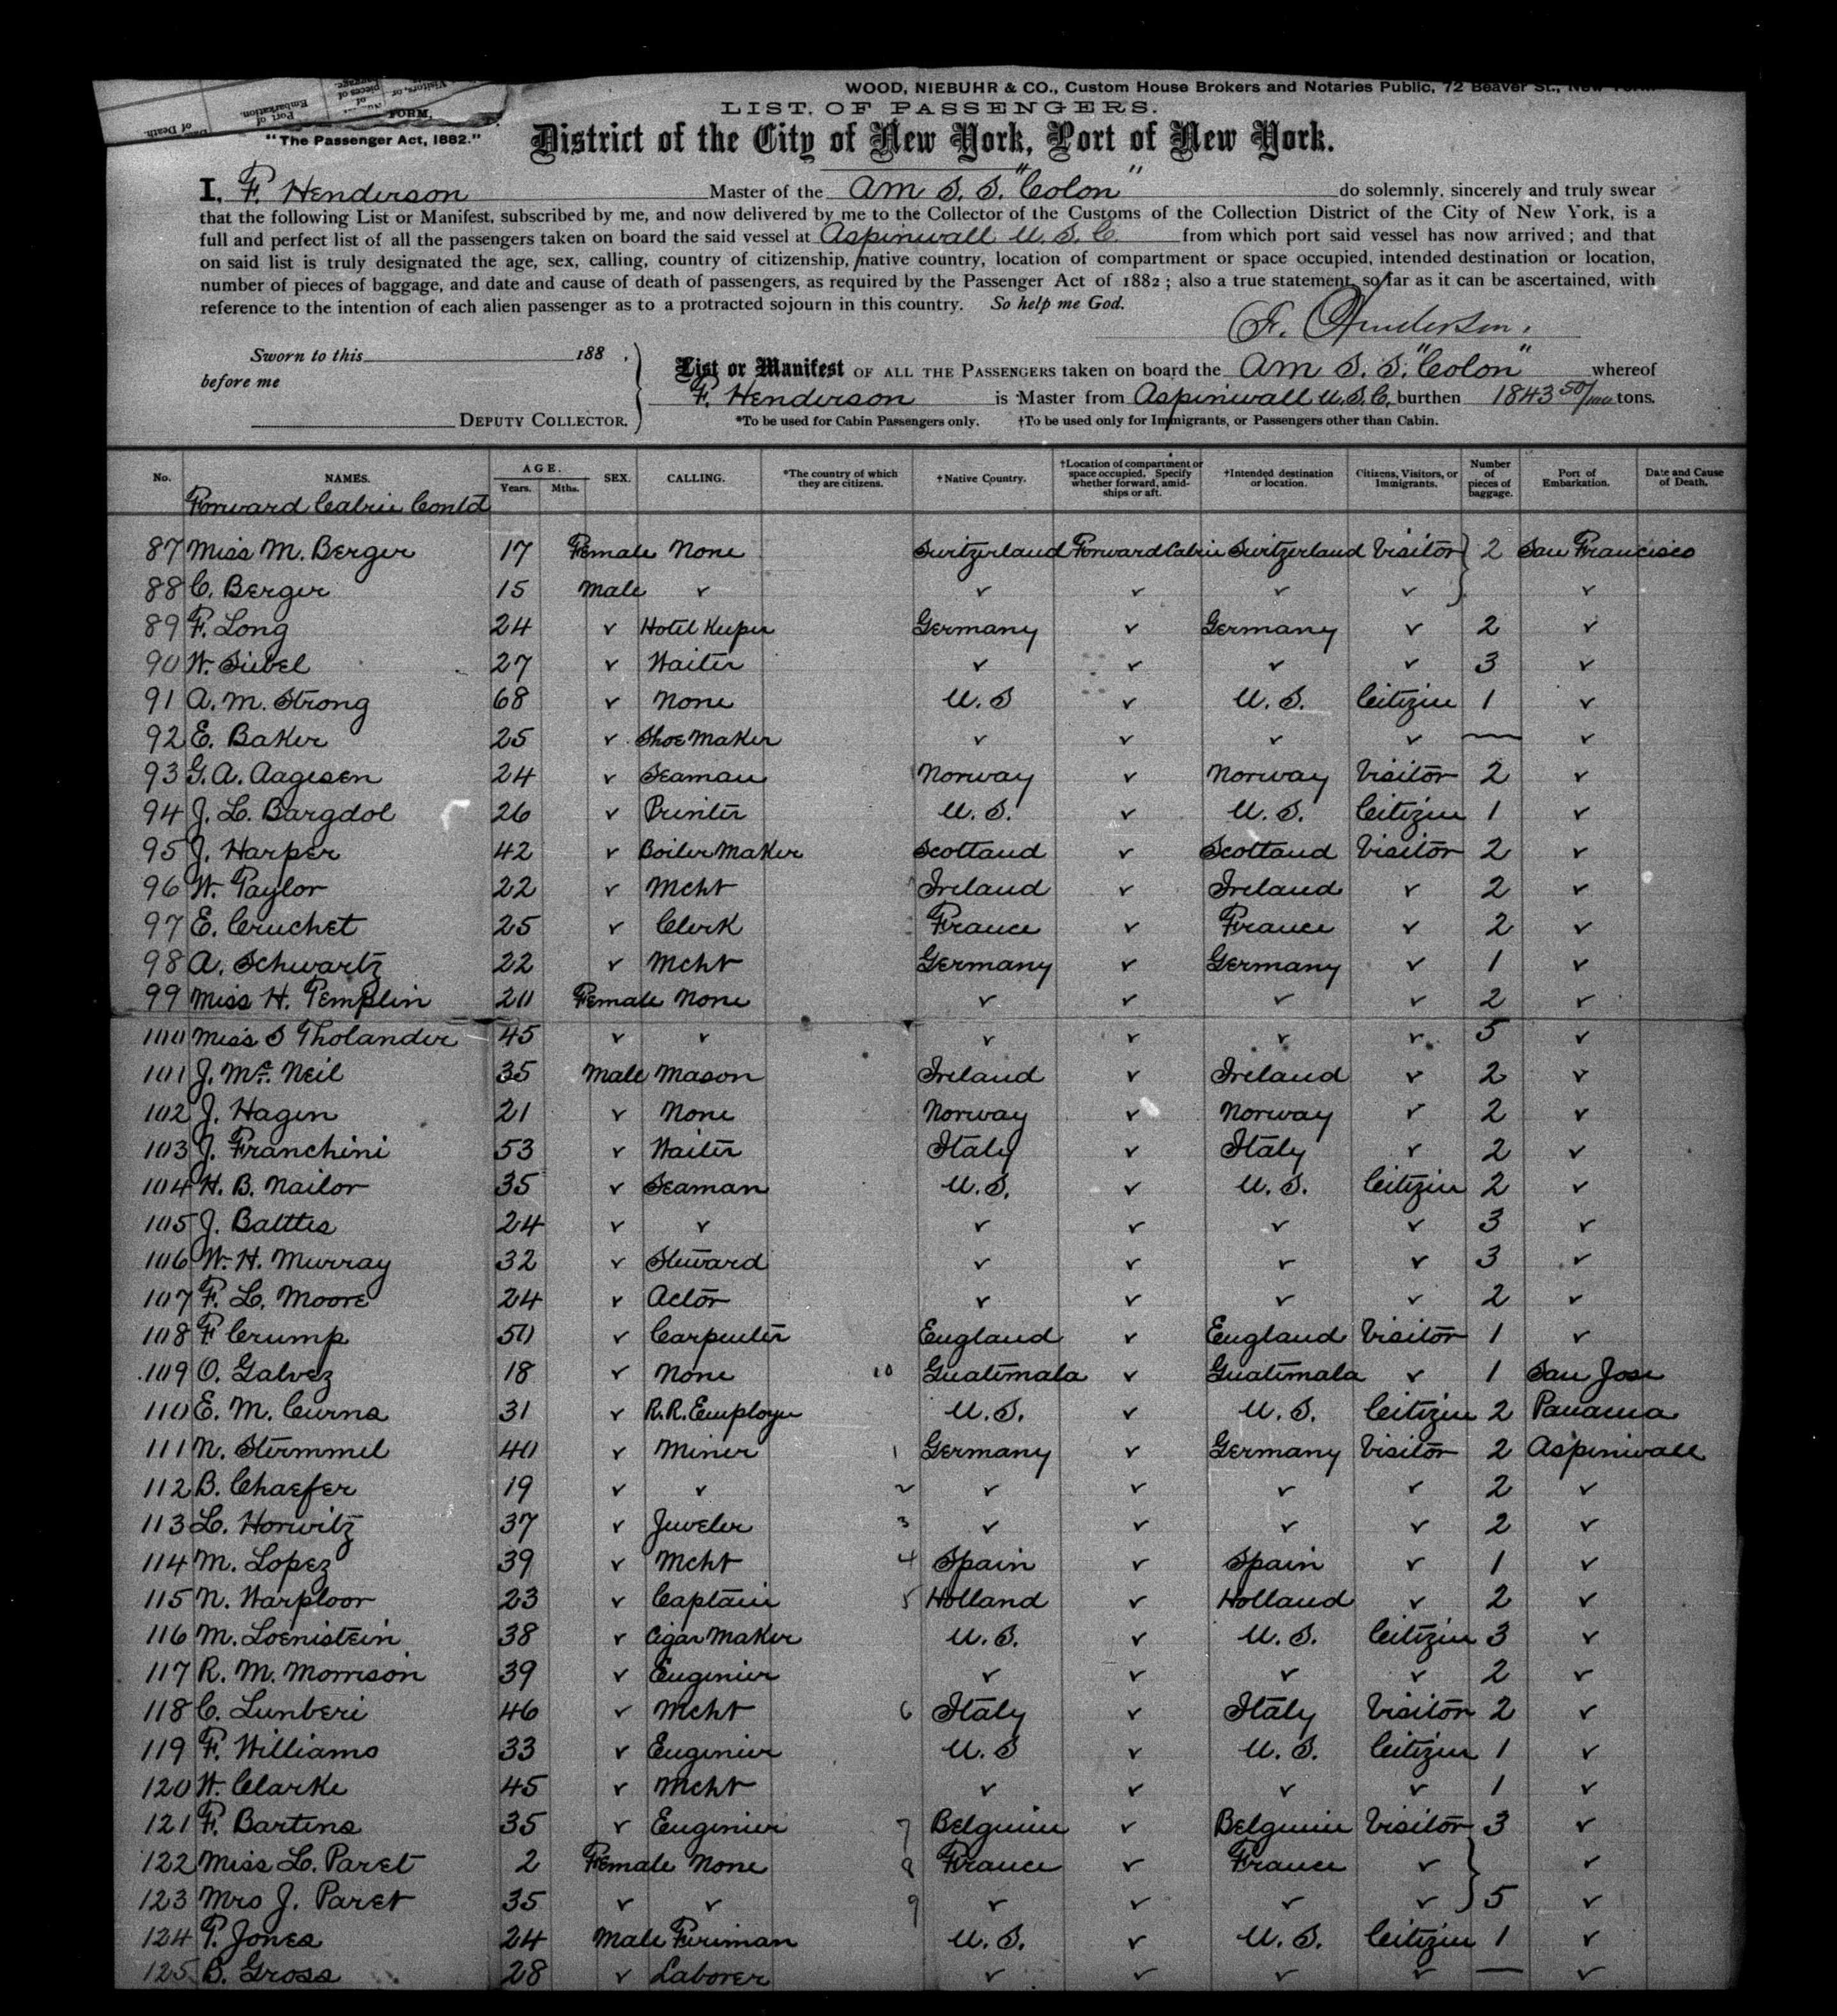 WOOD, NIEBUHR & CO., Custom House Brokers and Notaries Public, 72 Beaver St., New York.
FORM,
"The Passenger Act, 1882."
LIST OF PASSENGERS.
District of the City of New York, Port of New York.
I, F. Henderson Master of the Am S. S. "Colon" do solemnly, sincerely and truly swear
that the following List or Manifest, subscribed by me, and now delivered by me to the Collector of the Customs of the Collection District of the City of New York, is a
full and perfect list of all the passengers taken on board the said vessel at Aspinwall U. S. C. from which port said vessel has now arrived; and that
on said list is truly designated the age, sex, calling, country of citizenship, native country, location of compartment or space occupied, intended destination or location,
number of pieces of baggage, and date and cause of death of passengers, as required by the Passenger Act of 1882; also a true statement, so far as it can be ascertained, with
reference to the intention of each alien passenger as to a protracted sojourn in this country. So help me God.
F. Henderson.
Sworn to this 188 .
before me
DEPUTY COLLECTOR.
List or Manifest OF ALL THE PASSENGERS taken on board the Am S. S. "Colon" whereof
F. Henderson is Master from Aspinwall U.S.C. burthen 1843 50/100 tons.
*To be used for Cabin Passengers only. †To be used only for Immigrants, or Passengers other than Cabin.
No. NAMES. AGE. Years. Mths. SEX. CALLING. *The country of which they are citizens. †Native Country. †Location of compartment or space occupied. Specify whether forward, amidships or aft. †Intended destination or location. Citizens, Visitors, or Immigrants. Number of pieces of baggage. Port of Embarkation. Date and Cause of Death.
Forward Cabin Contd
87 Miss M. Berger 17 Female None Switzerland Forward Cabin Switzerland Visitor } 2 San Francisco
88 C. Berger 15 Male ✓ ✓ ✓ ✓ ✓ ✓
89 F. Long 24 ✓ Hotel Keeper Germany ✓ Germany ✓ 2 ✓
90 W. Siebel 27 ✓ Waiter ✓ ✓ ✓ ✓ 3 ✓
91 A. M. Strong 68 ✓ None U. S ✓ U. S. Citizen 1 ✓
92 E. Baker 25 ✓ Shoe Maker ✓ ✓ ✓ ✓ — ✓
93 G. A. Aagesen 24 ✓ Seaman Norway ✓ Norway Visitor 2 ✓
94 J. L. Bargdol 26 ✓ Printer U. S. ✓ U. S. Citizen 1 ✓
95 J. Harper 42 ✓ Boiler Maker Scotland ✓ Scotland Visitor 2 ✓
96 W. Taylor 22 ✓ Mcht Ireland ✓ Ireland ✓ 2 ✓
97 E. Cruchet 25 ✓ Clerk France ✓ France ✓ 2 ✓
98 A. Schwartz 22 ✓ Mcht Germany ✓ Germany ✓ 1 ✓
99 Miss H. Templin 20 Female None ✓ ✓ ✓ ✓ 2 ✓
100 Miss S Tholander 45 ✓ ✓ ✓ ✓ ✓ ✓ 5 ✓
101 J. Mc. Neil 35 Male Mason Ireland ✓ Ireland ✓ 2 ✓
102 J. Hagen 21 ✓ None Norway ✓ Norway ✓ 2 ✓
103 J. Franchini 53 ✓ Waiter Italy ✓ Italy ✓ 2 ✓
104 H. B. Nailor 35 ✓ Seaman U. S. ✓ U. S. Citizen 2 ✓
105 J. Balttis 24 ✓ ✓ ✓ ✓ ✓ ✓ 3 ✓
106 W. H. Murray 32 ✓ Steward ✓ ✓ ✓ ✓ 3 ✓
107 F. L. Moore 24 ✓ Actor ✓ ✓ ✓ ✓ 2 ✓
108 F Crump 50 ✓ Carpenter England ✓ England Visitor 1 ✓
109 O. Galvez 18 ✓ None 10 Guatemala ✓ Guatemala ✓ 1 San Jose
110 E. M. Curns 31 ✓ R. R. Employee U. S. ✓ U. S. Citizen 2 Panama
111 N. Stemmel 40 ✓ Miner 1 Germany ✓ Germany Visitor 2 Aspinwall
112 B. Chaefer 19 ✓ ✓ 2 ✓ ✓ ✓ ✓ 2 ✓
113 L. Horwitz 37 ✓ Jeweler 3 ✓ ✓ ✓ ✓ 2 ✓
114 M. Lopez 39 ✓ Mcht 4 Spain ✓ Spain ✓ 1 ✓
115 N. Warploor 23 ✓ Captain 5 Holland ✓ Holland ✓ 2 ✓
116 M. Loenistein 38 ✓ Cigar Maker U. S. ✓ U. S. Citizen 3 ✓
117 R. M. Morrison 39 ✓ Enginier ✓ ✓ ✓ ✓ 2 ✓
118 C. Lunberi 46 ✓ Mcht 6 Italy ✓ Italy Visitor 2 ✓
119 F. Williams 33 ✓ Enginier U. S ✓ U. S. Citizen 1 ✓
120 W. Clarke 45 ✓ Mcht ✓ ✓ ✓ ✓ 1 ✓
121 F. Bartins 35 ✓ Enginier 7 Belguim ✓ Belguim Visitor 3 ✓
122 Miss L. Paret 2 Female None 8 France ✓ France ✓ } ✓
123 Mrs J. Paret 35 ✓ ✓ 9 ✓ ✓ ✓ ✓ 5 ✓
124 P. Jones 24 Male Fireman U. S. ✓ U. S. Citizen 1 ✓
125 B. Gross 28 ✓ Laborer ✓ ✓ ✓ ✓ — ✓